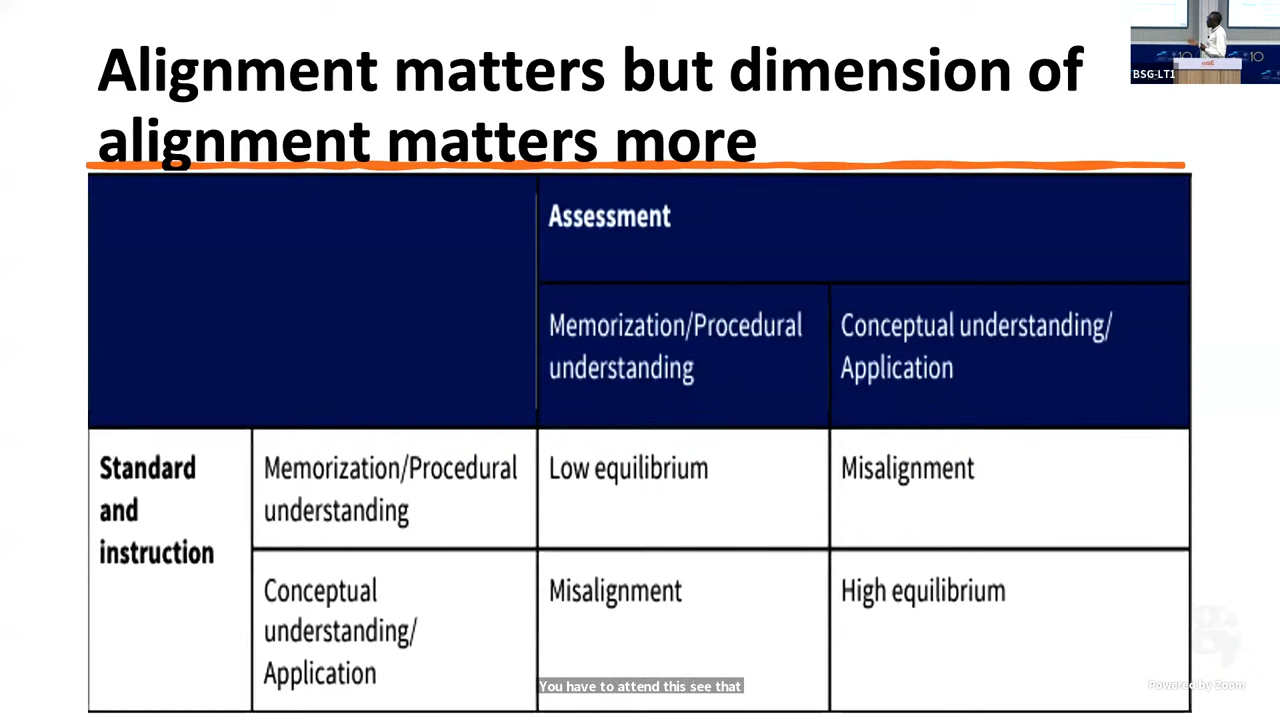 Alignment matters but dimension of
alignment matters more
BSG-LT1
Assessment
Memorization/Procedural
understanding
Conceptual understanding/
Application
Standard
and
instruction
Memorization/Procedural
understanding
Low equilibrium
Misalignment
Conceptual
understanding/
Application
Misalignment
High equilibrium
You have to attend this see that
Powered by Zoom